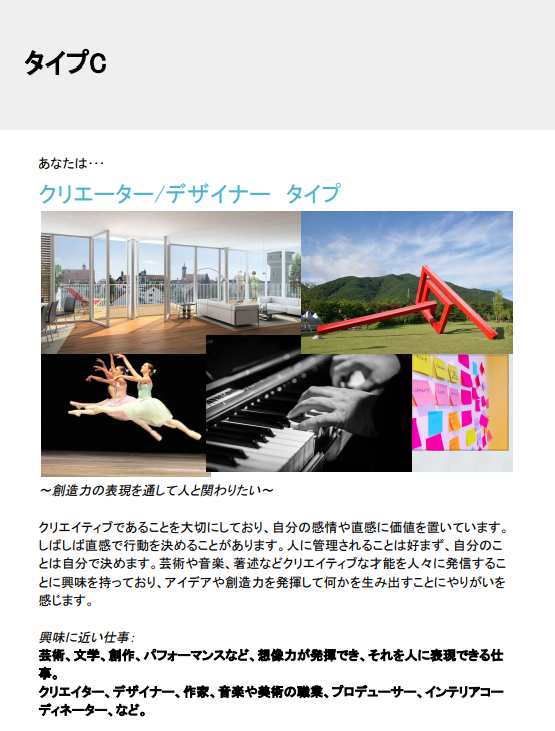 タイプC
あなたは･･･
クリエーター/デザイナー　タイプ
～創造力の表現を通して人と関わりたい～
クリエイティブであることを大切にしており、自分の感情や直感に価値を置いています。
しばしば直感で行動を決めることがあります。人に管理されることは好まず、自分のこ
とは自分で決めます。芸術や音楽、著述などクリエイティブな才能を人々に発信するこ
とに興味を持っており、アイデアや創造力を発揮して何かを生み出すことにやりがいを
感じます。
興味に近い仕事：
芸術、文学、創作、パフォーマンスなど、想像力が発揮でき、それを人に表現できる仕
事。
クリエイター、デザイナー、作家、音楽や美術の職業、プロデューサー、インテリアコー
ディネーター、など。